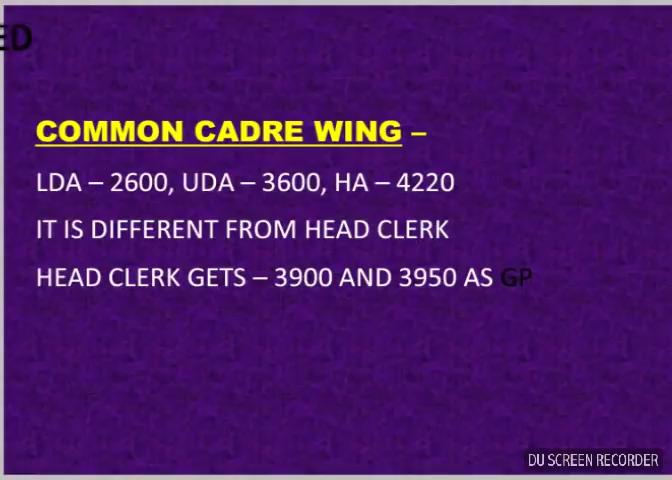 ED
COMMON CADRE WING –
LDA – 2600, UDA – 3600, HA – 4220
IT IS DIFFERENT FROM HEAD CLERK
HEAD CLERK GETS – 3900 AND 3950 AS GP
DU SCREEN RECORDER